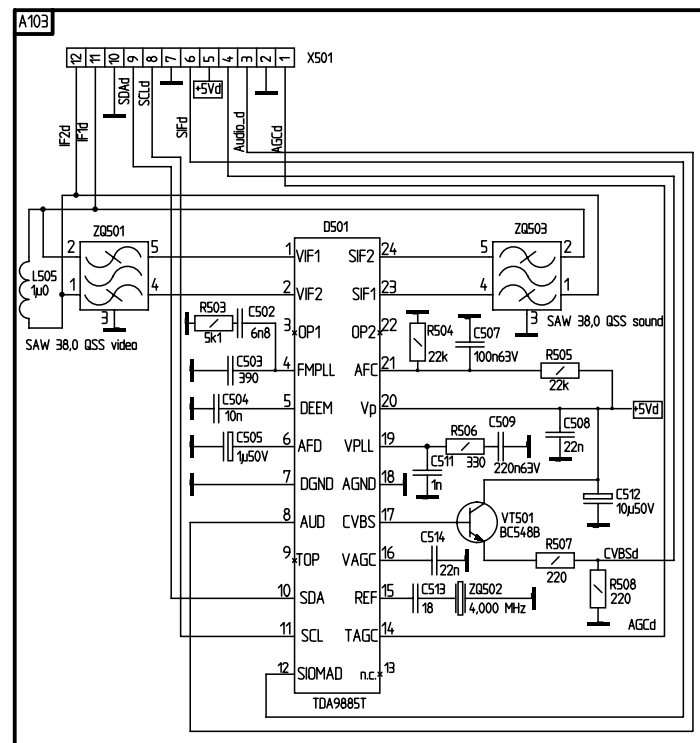 A103
X501
12 11 10 9 8 7 6 5 4 3 2 1
+5Vd
IF2d
IF1d
SDAd
SCLd
SIFd
Audio_d
AGCd
ZQ501
D501
ZQ503
2 5 1 VIF1 SIF2 24 5 2
L505
1µ0
1 4 2 VIF2 SIF1 23 4 1
3
3
SAW 38,0 QSS video
SAW 38,0 QSS sound
R503
5k1
C502
6n8
3 OP1 OP2 22
R504
22k
C507
100n63V
R505
22k
C503
390
4 FMPLL AFC 21
C504
10n
5 DEEM Vp 20
+5Vd
C505
1µ50V
6 AFD VPLL 19
R506
330
C509
220n63V
C508
22n
C511
1n
7 DGND AGND 18
C512
10µ50V
8 AUD CVBS 17
VT501
BC548B
9 TOP VAGC 16
C514
22n
R507
220
CVBSd
10 SDA REF 15
C513
18
ZQ502
4,000 MHz
R508
220
AGCd
11 SCL TAGC 14
12 SIOMAD n.c. 13
TDA9885T